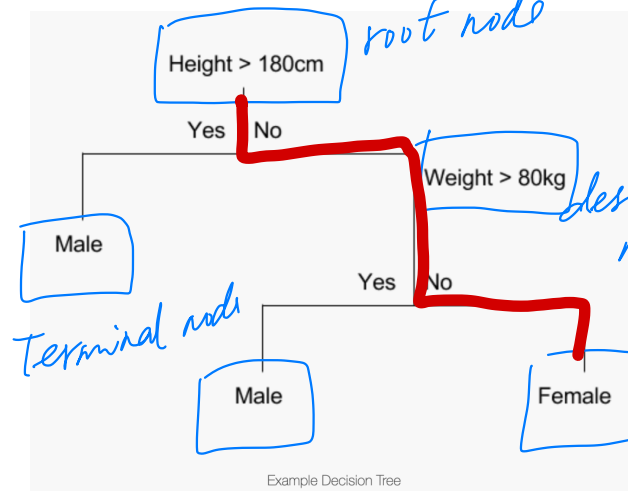 root node
Height > 180cm
Yes No
Weight > 80kg
Male
Yes No
Terminal node
Male
Female
Example Decision Tree